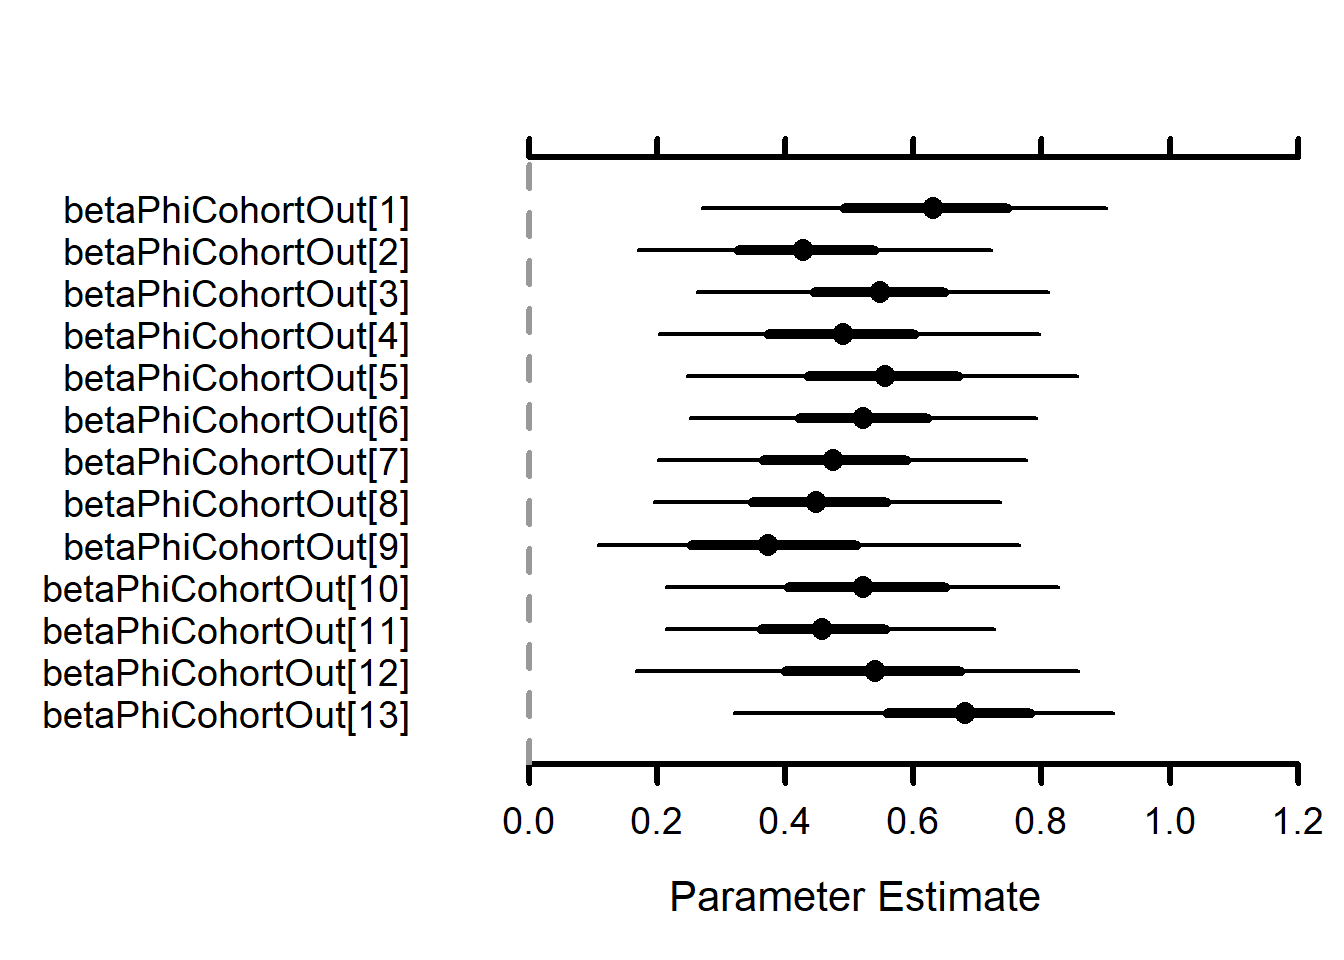 betaPhiCohortOut[1]
betaPhiCohortOut[2]
betaPhiCohortOut[3]
betaPhiCohortOut[4]
betaPhiCohortOut[5]
betaPhiCohortOut[6]
betaPhiCohortOut[7]
betaPhiCohortOut[8]
betaPhiCohortOut[9]
betaPhiCohortOut[10]
betaPhiCohortOut[11]
betaPhiCohortOut[12]
betaPhiCohortOut[13]
0.0 0.2 0.4 0.6 0.8 1.0 1.2
Parameter Estimate